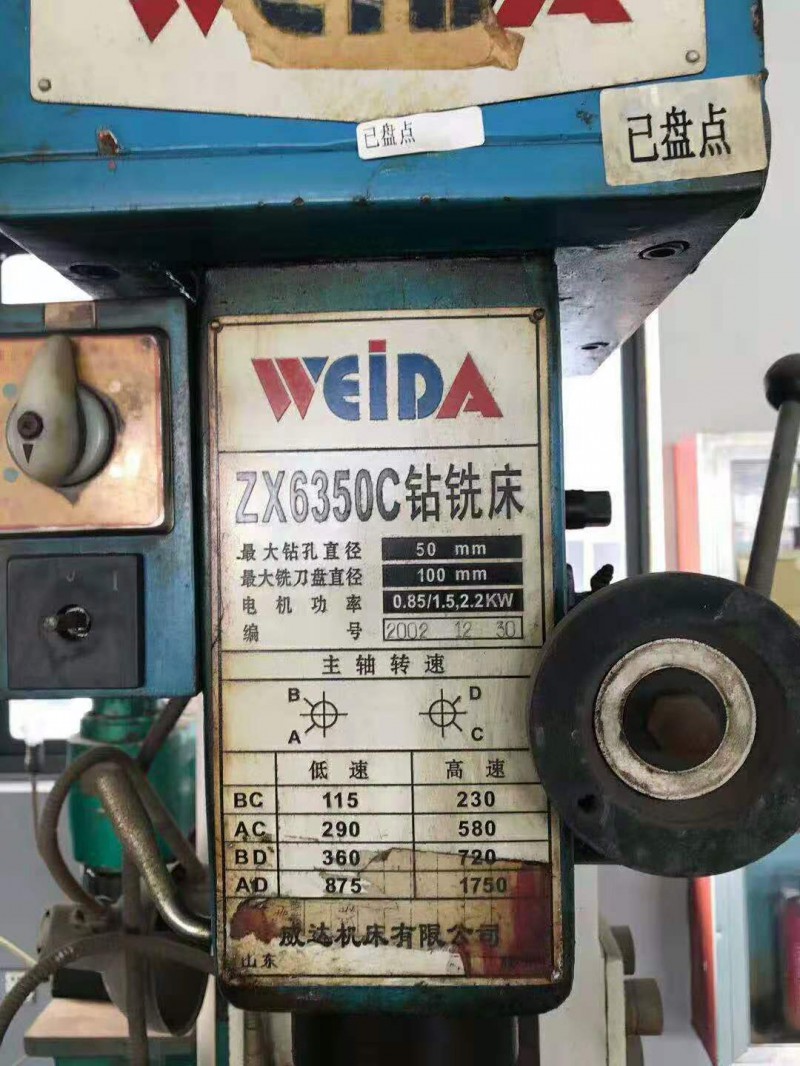 WEIDA
已盘点
已盘点
WEIDA
ZX6350C钻铣床
最大钻孔直径 50 mm
最大铣刀盘直径 100 mm
电机功率 0.85/1.5,2.2KW
编号 2002 12 30
主轴转速
B D
A C
低速 高速
BC 115 230
AC 290 580
BD 360 720
AD 875 1750
威达机床有限公司
山东